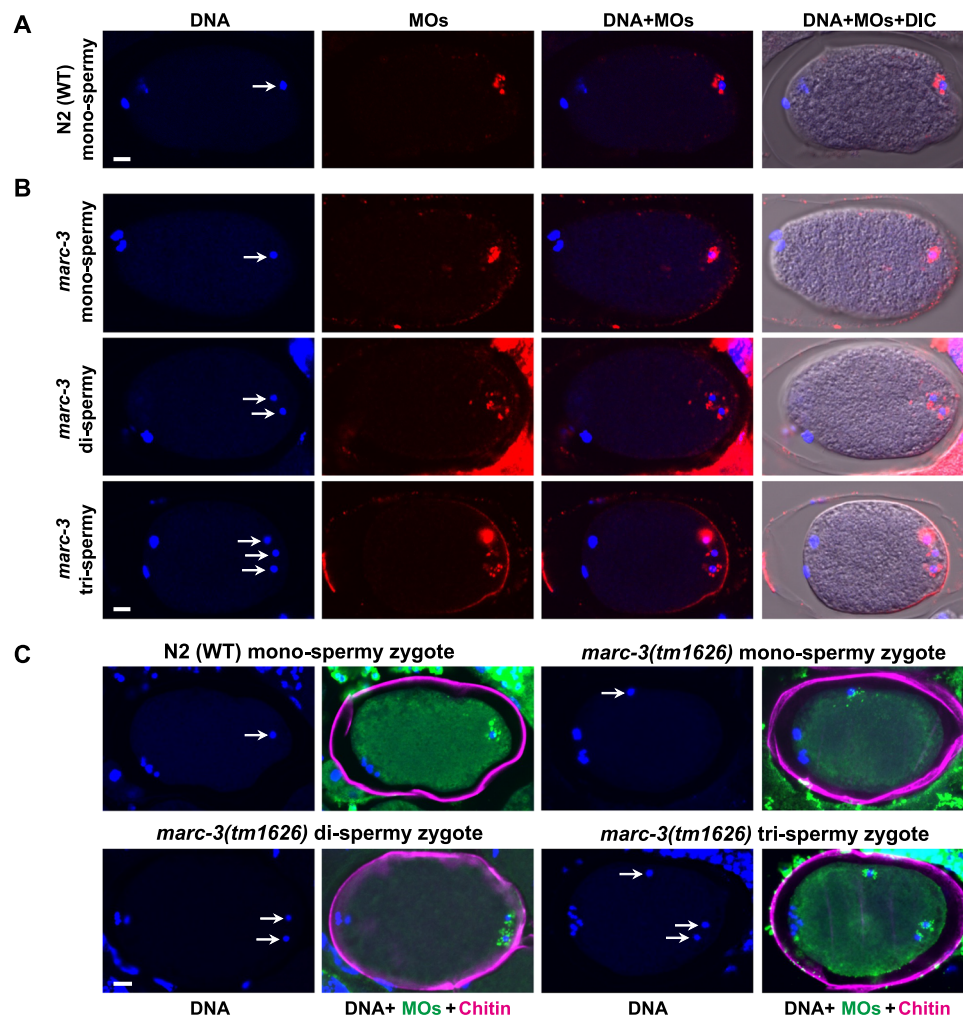 A
DNA
MOs
DNA+MOs
DNA+MOs+DIC
N2 (WT)
mono-spermy
B
marc-3
mono-spermy
marc-3
di-spermy
marc-3
tri-spermy
C
N2 (WT) mono-spermy zygote
marc-3(tm1626) mono-spermy zygote
marc-3(tm1626) di-spermy zygote
marc-3(tm1626) tri-spermy zygote
DNA
DNA+ MOs + Chitin
DNA
DNA+ MOs + Chitin